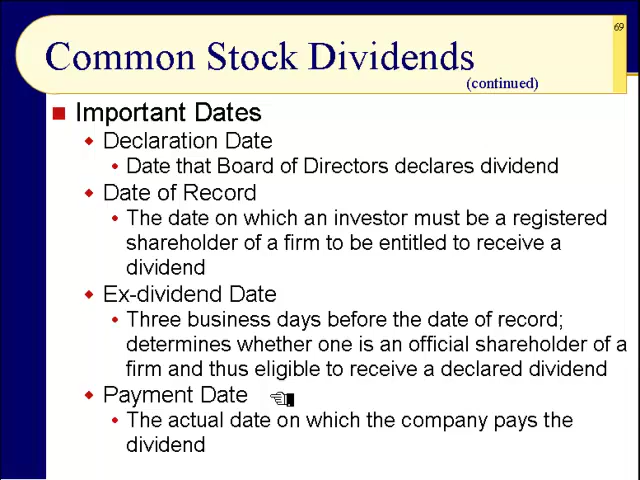 69
Common Stock Dividends
(continued)
Important Dates
Declaration Date
Date that Board of Directors declares dividend
Date of Record
The date on which an investor must be a registered
shareholder of a firm to be entitled to receive a
dividend
Ex-dividend Date
Three business days before the date of record;
determines whether one is an official shareholder of a
firm and thus eligible to receive a declared dividend
Payment Date
The actual date on which the company pays the
dividend